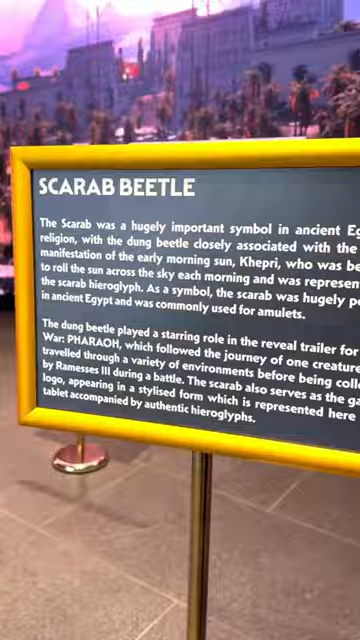 SCARAB BEETLE
The Scarab was a hugely important symbol in ancient Eg
religion, with the dung beetle closely associated with the
manifestation of the early morning sun, Khepri, who was be
to roll the sun across the sky each morning and was represen
the scarab hieroglyph. As a symbol, the scarab was hugely po
in ancient Egypt and was commonly used for amulets.
The dung beetle played a starring role in the reveal trailer for
War: PHARAOH, which followed the journey of one creature
travelled through a variety of environments before being coll
by Ramesses III during a battle. The scarab also serves as the ga
logo, appearing in a stylised form which is represented here
tablet accompanied by authentic hieroglyphs.